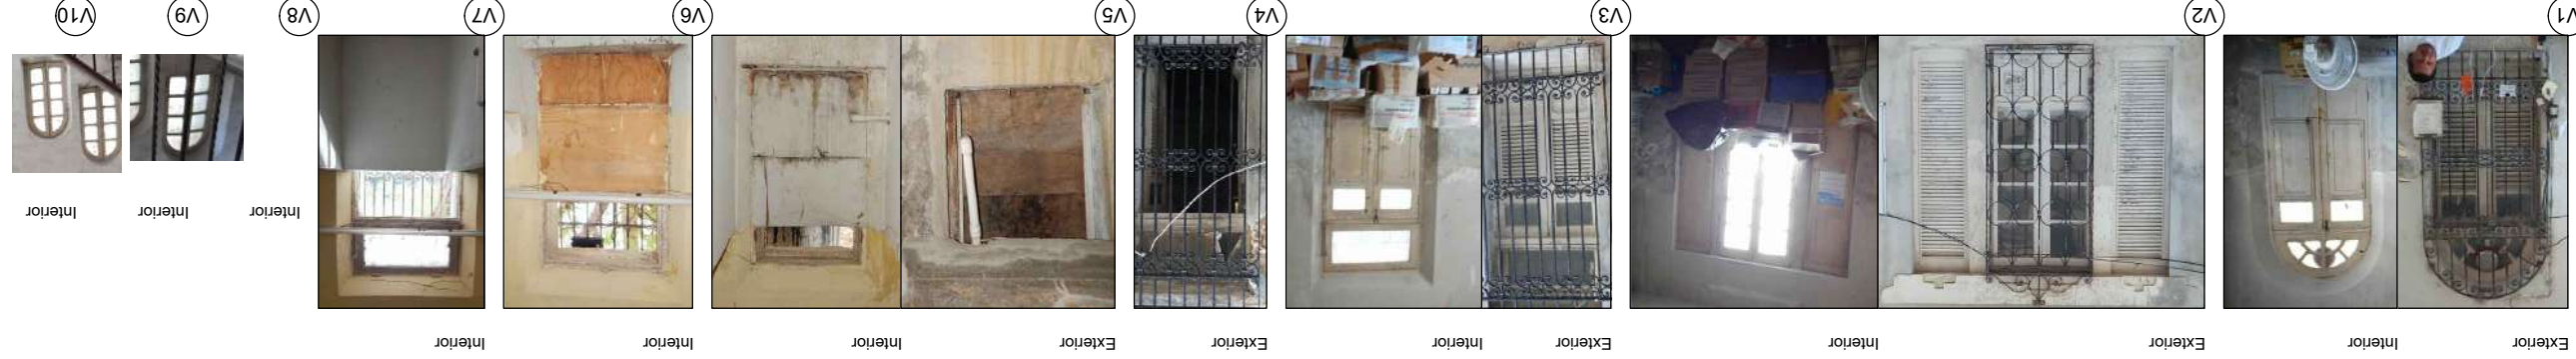 Exterior Interior Exterior Interior Exterior Interior Exterior Exterior Interior Interior Interior
Interior Interior Interior
V1 V2 V3 V4 V5 V6 V7 V8 V9 V10